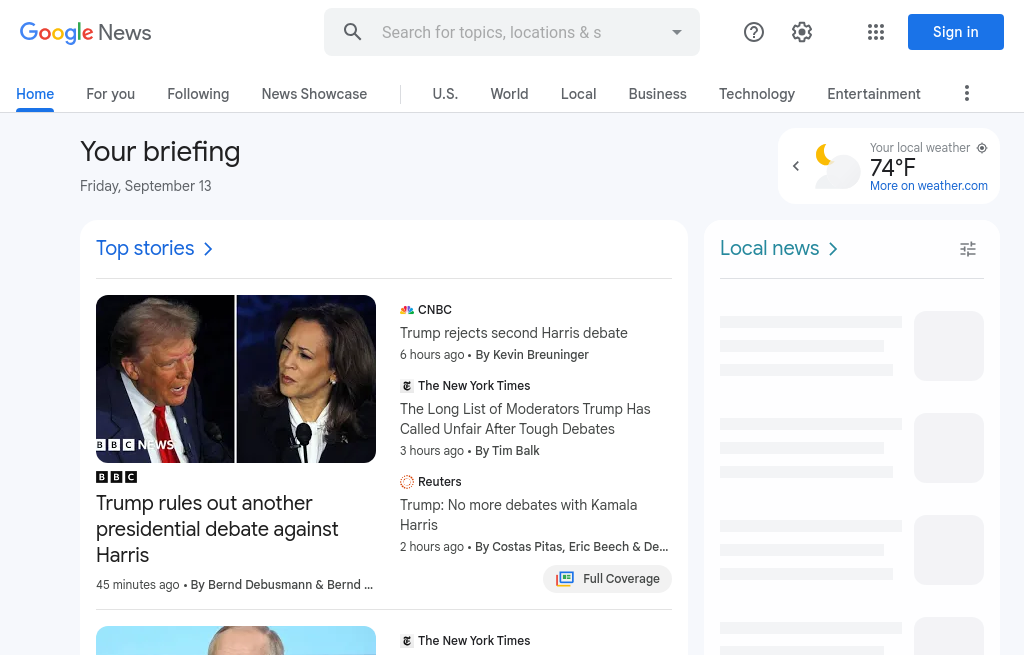 Google News
Search for topics, locations & s
Sign in
Home
For you
Following
News Showcase
U.S.
World
Local
Business
Technology
Entertainment
Your briefing
Friday, September 13
Your local weather
74°F
More on weather.com
Top stories
BBC NEWS
BBC
Trump rules out another
presidential debate against
Harris
45 minutes ago • By Bernd Debusmann & Bernd ...
CNBC
Trump rejects second Harris debate
6 hours ago • By Kevin Breuninger
The New York Times
The Long List of Moderators Trump Has
Called Unfair After Tough Debates
3 hours ago • By Tim Balk
Reuters
Trump: No more debates with Kamala
Harris
2 hours ago • By Costas Pitas, Eric Beech & De...
Full Coverage
The New York Times
Local news